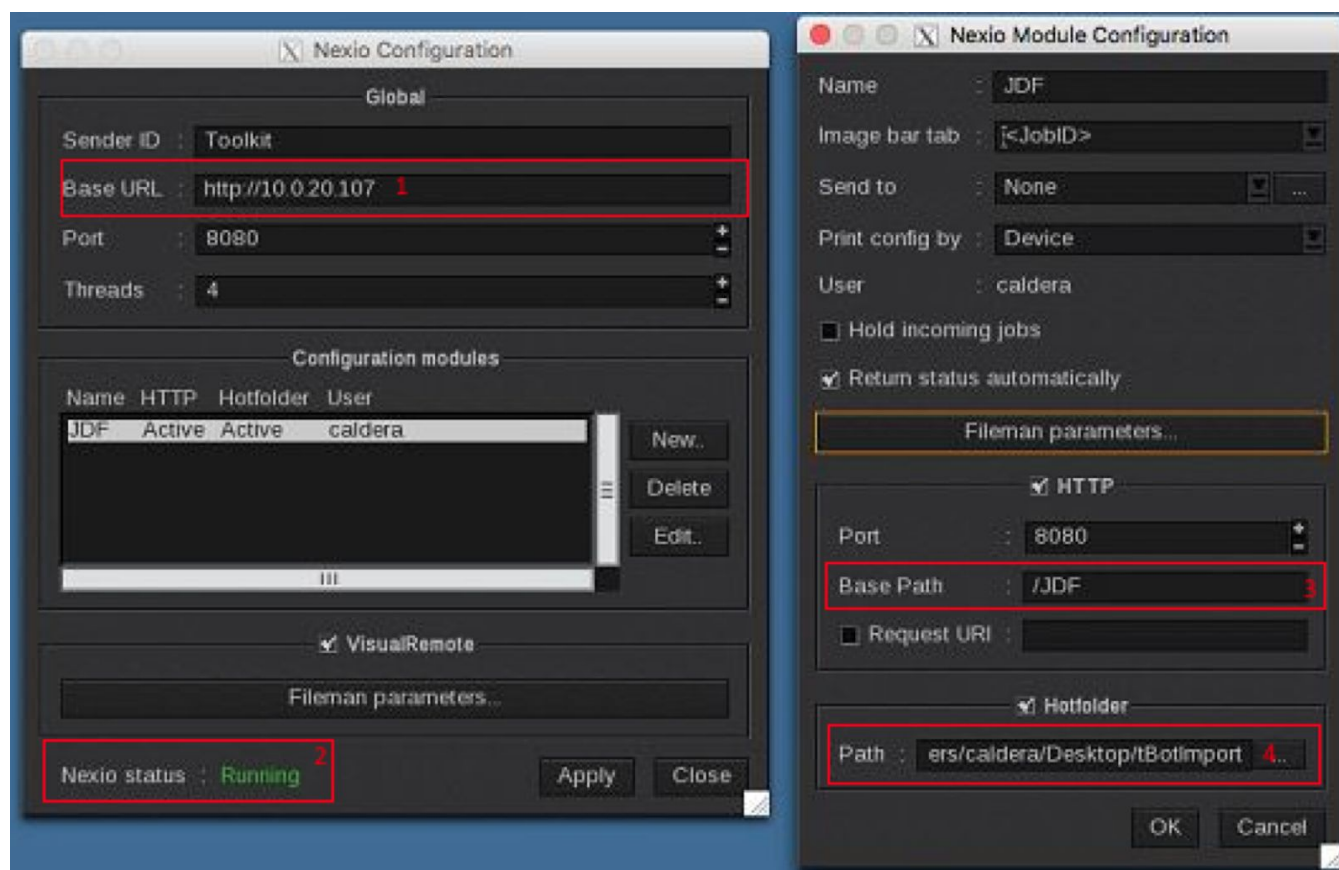 Nexio Configuration
Global
Sender ID : Toolkit
Base URL : http://10.0.20.107 1
Port : 8080
Threads : 4
Configuration modules
Name HTTP Hotfolder User
JDF Active Active caldera
New..
Delete
Edit..
VisualRemote
Fileman parameters...
Nexio status : Running 2
Apply Close
Nexio Module Configuration
Name : JDF
Image bar tab : <JobID>
Send to : None ...
Print config by : Device
User : caldera
Hold incoming jobs
Return status automatically
Fileman parameters...
HTTP
Port : 8080
Base Path : /JDF 3
Request URI :
Hotfolder
Path : ers/caldera/Desktop/tBotImport 4..
OK Cancel